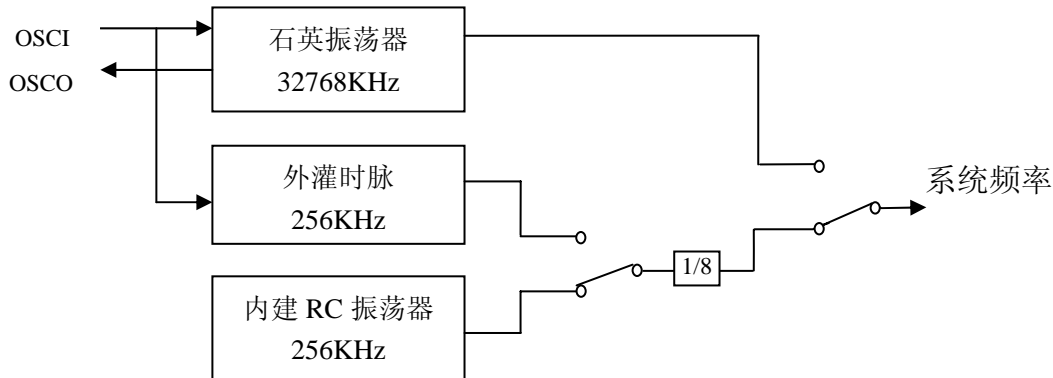 OSCI
OSCO
石英振荡器
32768KHz
外灌时脉
256KHz
内建 RC 振荡器
256KHz
1/8
系统频率